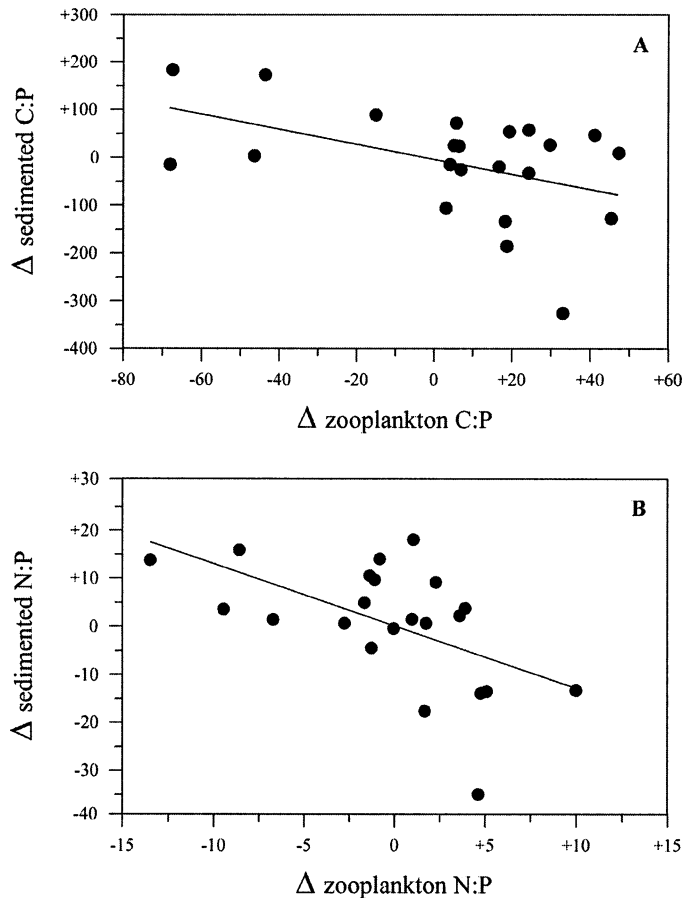 A
+300
+200
+100
0
-100
-200
-300
-400
Δ sedimented C:P
-80 -60 -40 -20 0 +20 +40 +60
Δ zooplankton C:P
B
+30
+20
+10
0
-10
-20
-30
-40
Δ sedimented N:P
-15 -10 -5 0 +5 +10 +15
Δ zooplankton N:P